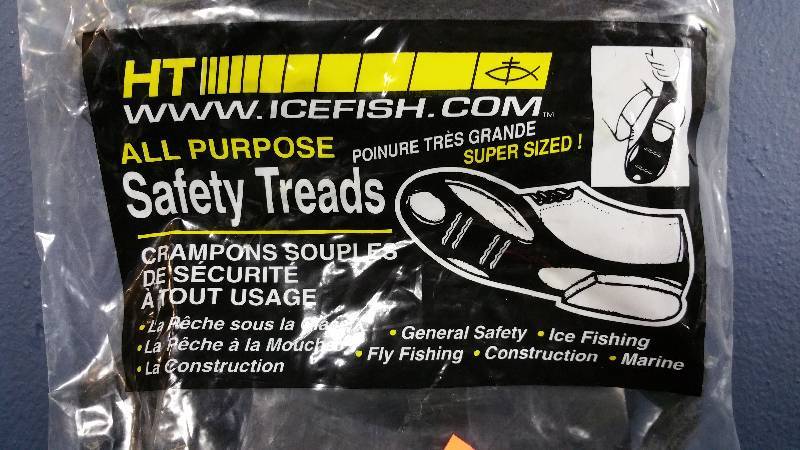 HT
WWW.ICEFISH.COM™
ALL PURPOSE
POINURE TRÈS GRANDE
SUPER SIZED !
Safety Treads
CRAMPONS SOUPLES
DE SÉCURITÉ
À TOUT USAGE
• La Pêche sous la Glace
• La Pêche à la Mouche
• La Construction
• General Safety • Ice Fishing
• Fly Fishing • Construction • Marine